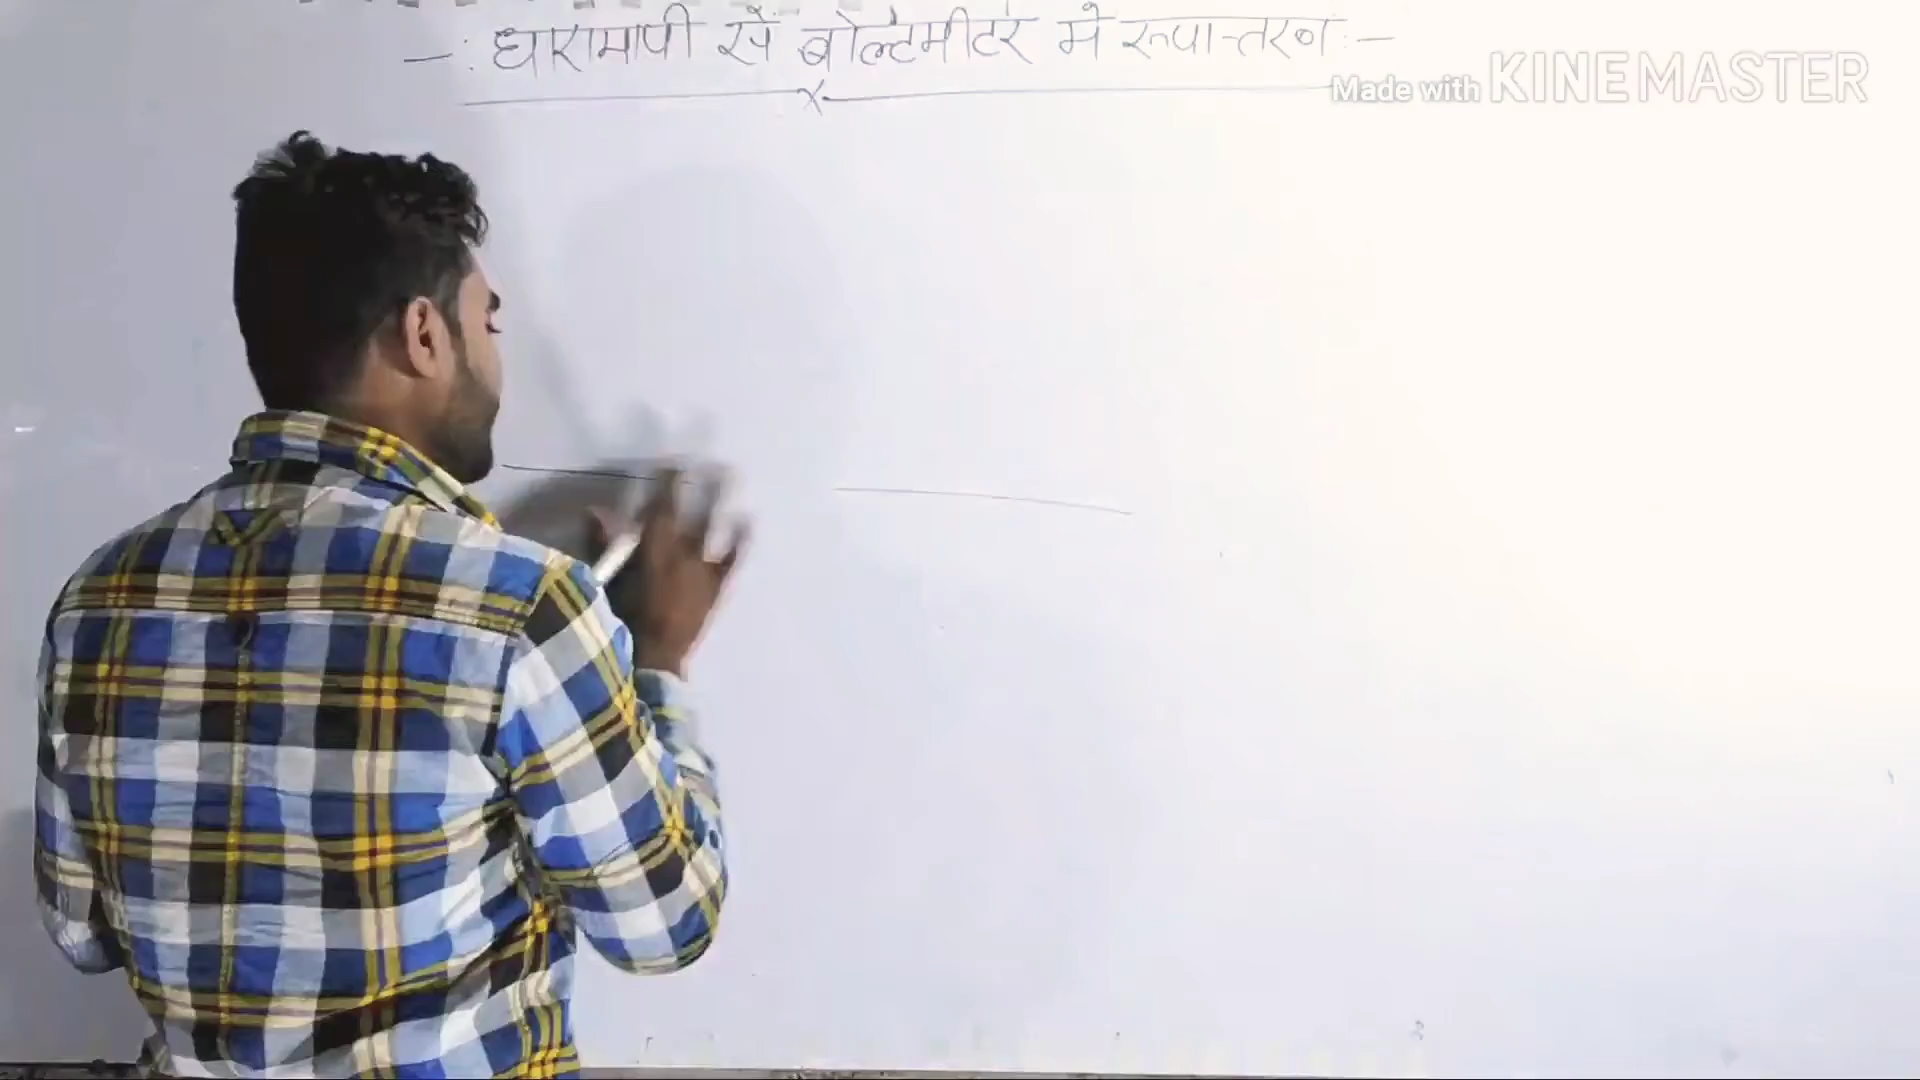 -: धारामापी सें बोल्टमीटर मे रूपान्तरण :-
Made with KINEMASTER